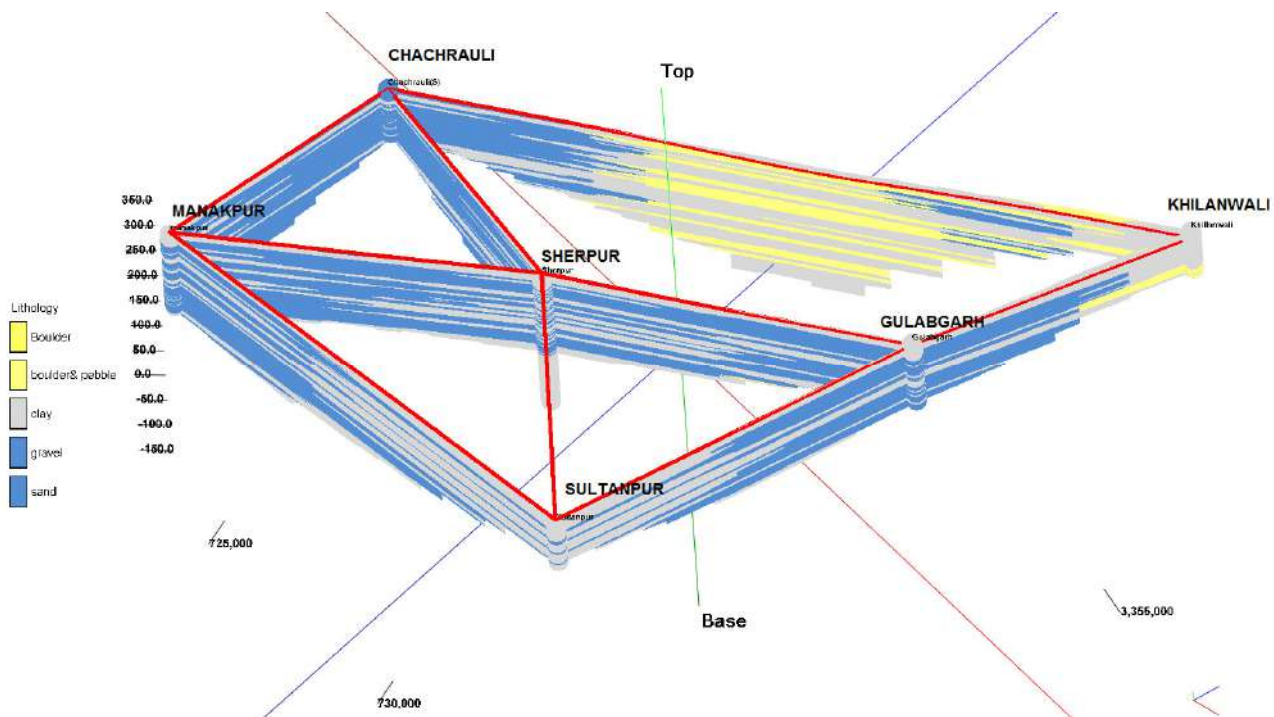 CHACHRAULI
Chachrauli(S)
Top
KHILANWALI
Khillanwali
350.0
300.0
250.0
200.0
150.0
100.0
50.0
0.0
-50.0
-100.0
-150.0
MANAKPUR
SHERPUR
Sherpur
GULABGARH
Gulabgarh
Lithology
Boulder
boulder& pebble
clay
gravel
sand
SULTANPUR
725,000
Base
3,355,000
730,000